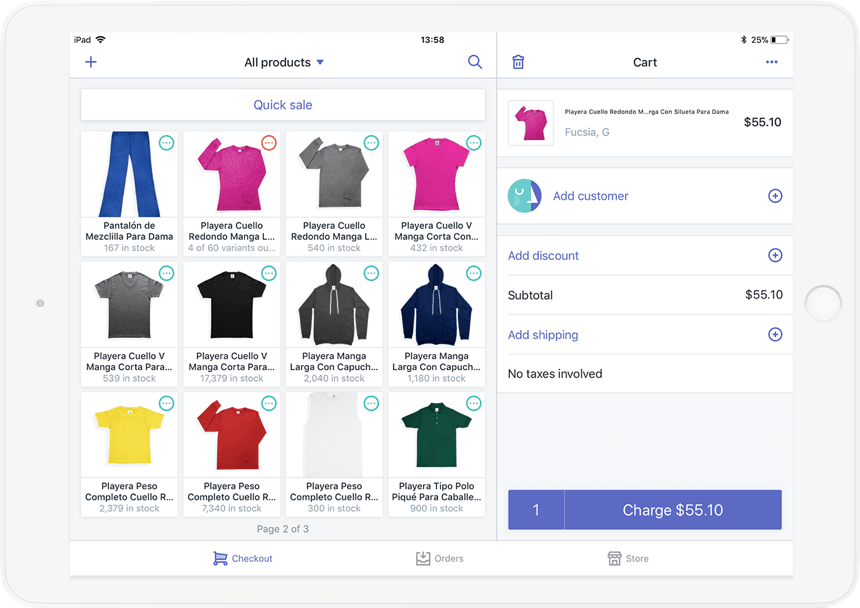 iPad
13:58
25%
All products
Cart
Quick sale
Pantalón de
Mezclilla Para Dama
167 in stock
Playera Cuello
Redondo Manga L...
4 of 60 variants ou...
Playera Cuello
Redondo Manga L...
540 in stock
Playera Cuello V
Manga Corta Con...
432 in stock
Playera Cuello V
Manga Corta Para...
539 in stock
Playera Cuello V
Manga Corta Para...
17,379 in stock
Playera Manga
Larga Con Capuch...
2,040 in stock
Playera Manga
Larga Con Capuch...
1,180 in stock
Playera Peso
Completo Cuello R...
2,379 in stock
Playera Peso
Completo Cuello R...
7,340 in stock
Playera Peso
Completo Cuello R...
300 in stock
Playera Tipo Polo
Piqué Para Caballe...
900 in stock
Page 2 of 3
Playera Cuello Redondo M...rga Con Silueta Para Dama
Fucsia, G
$55.10
Add customer
Add discount
Subtotal
$55.10
Add shipping
No taxes involved
1
Charge $55.10
Checkout
Orders
Store